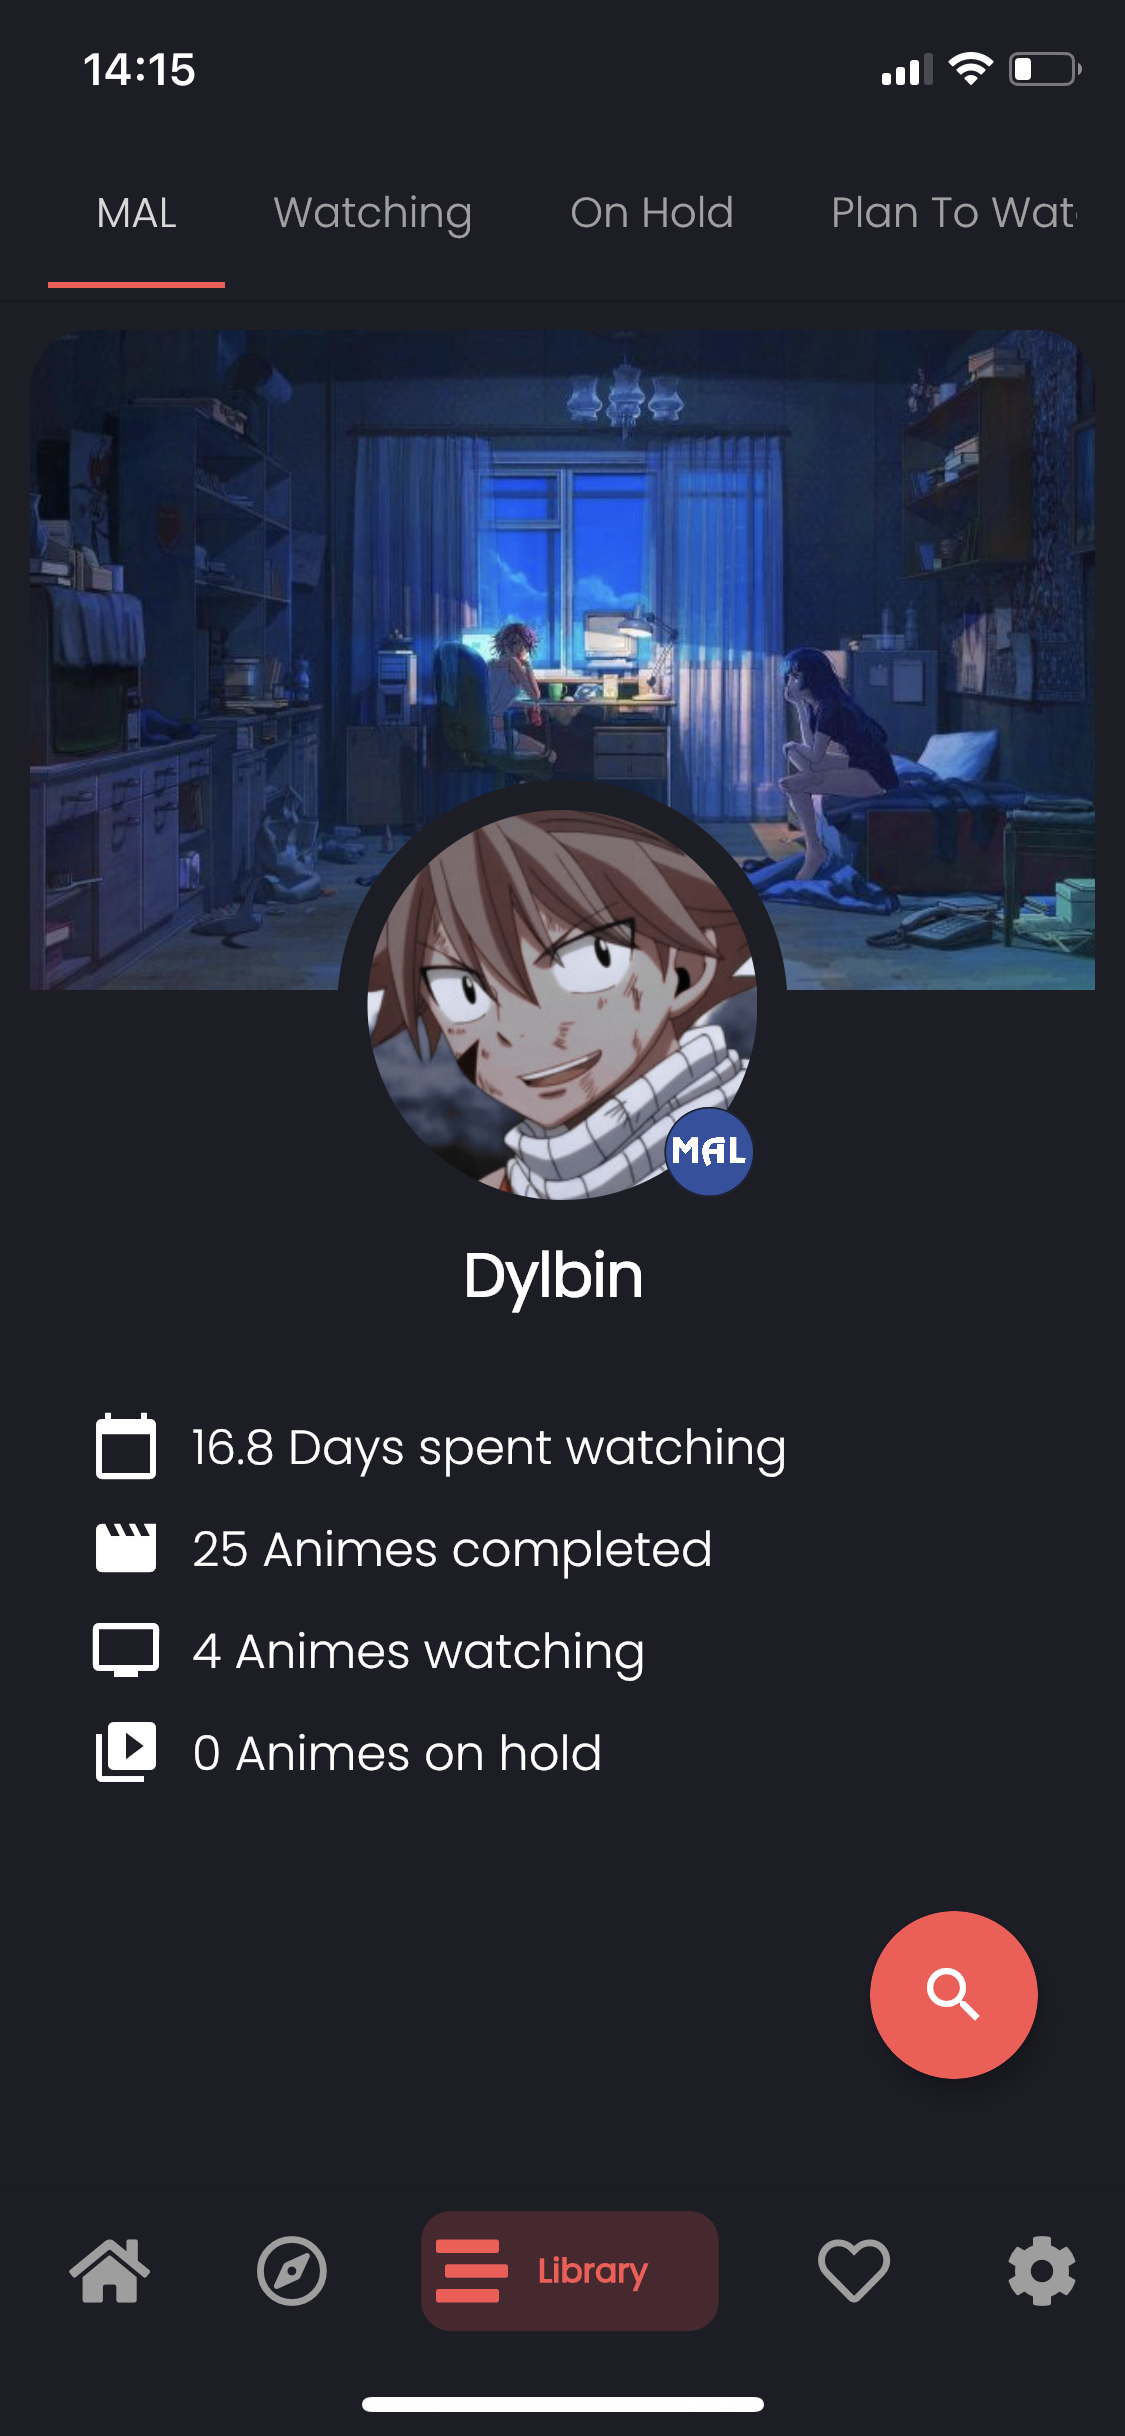 14:15
MAL Watching On Hold Plan To Wat
MAL
Dylbin
16.8 Days spent watching
25 Animes completed
4 Animes watching
0 Animes on hold
Library